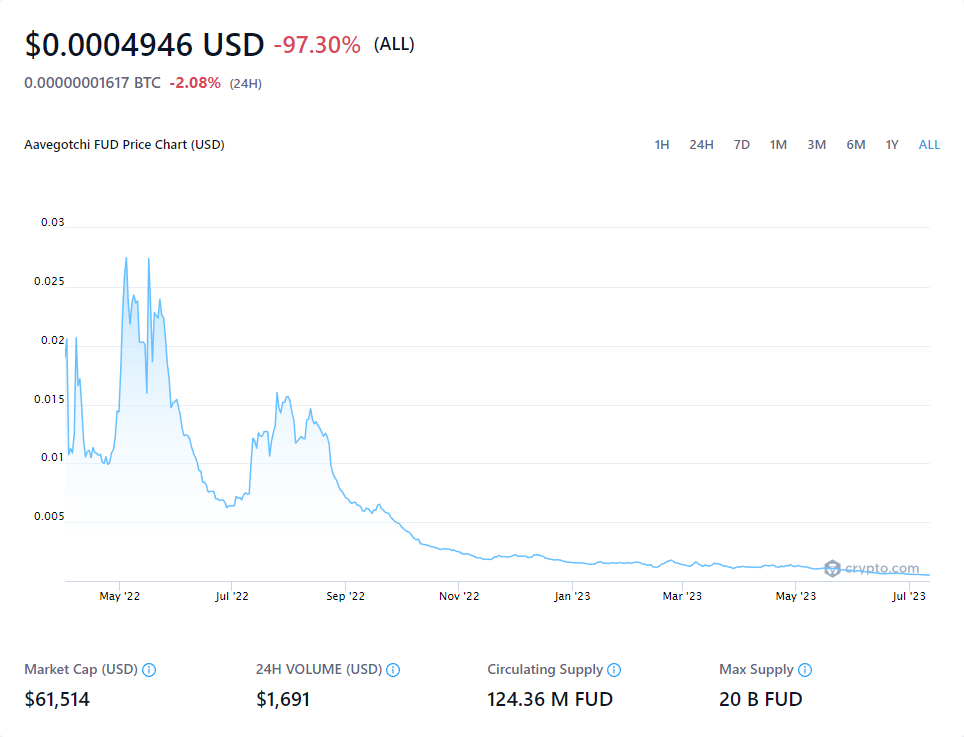 $0.0004946 USD -97.30% (ALL)
0.00000001617 BTC -2.08% (24H)
Aavegotchi FUD Price Chart (USD) 1H 24H 7D 1M 3M 6M 1Y ALL
0.03
0.025
0.02
0.015
0.01
0.005
crypto.com
May '22 Jul '22 Sep '22 Nov '22 Jan '23 Mar '23 May '23 Jul '23
Market Cap (USD) 24H VOLUME (USD) Circulating Supply Max Supply
$61,514 $1,691 124.36 M FUD 20 B FUD